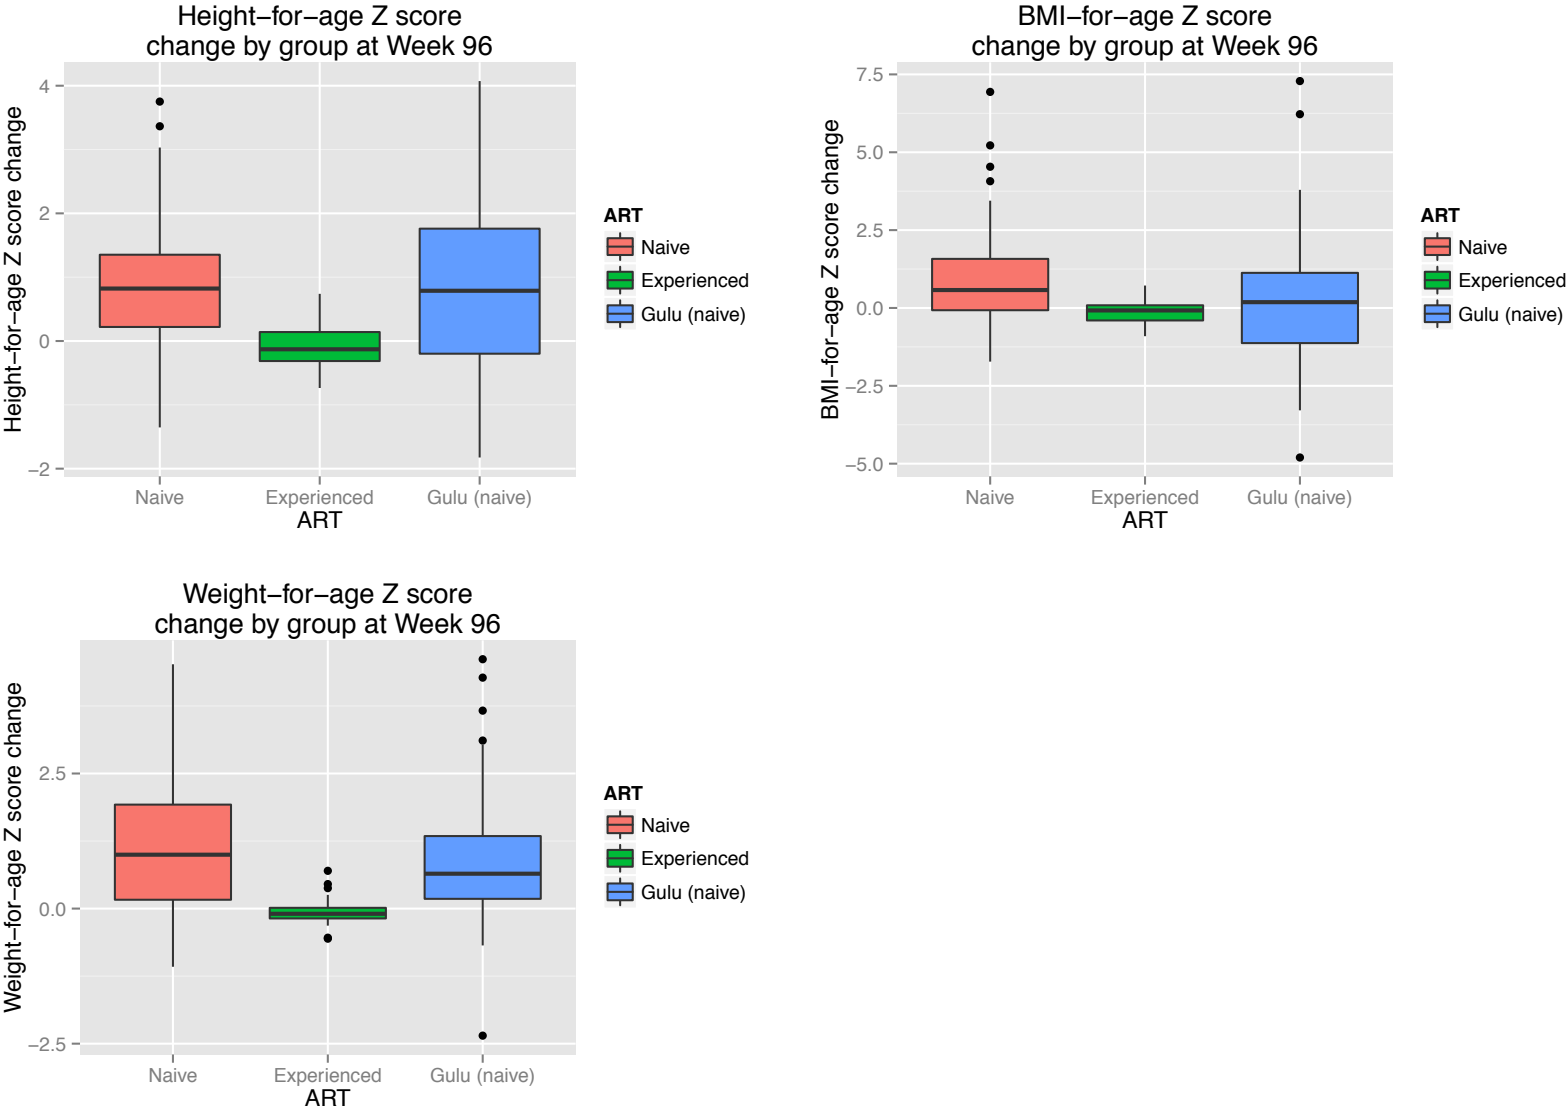 Height−for−age Z score
change by group at Week 96
Height−for−age Z score change
4
2
0
−2
Naive
Experienced
Gulu (naive)
ART
ART
Naive
Experienced
Gulu (naive)
BMI−for−age Z score
change by group at Week 96
BMI−for−age Z score change
7.5
5.0
2.5
0.0
−2.5
−5.0
Naive
Experienced
Gulu (naive)
ART
ART
Naive
Experienced
Gulu (naive)
Weight−for−age Z score
change by group at Week 96
Weight−for−age Z score change
2.5
0.0
−2.5
Naive
Experienced
Gulu (naive)
ART
ART
Naive
Experienced
Gulu (naive)